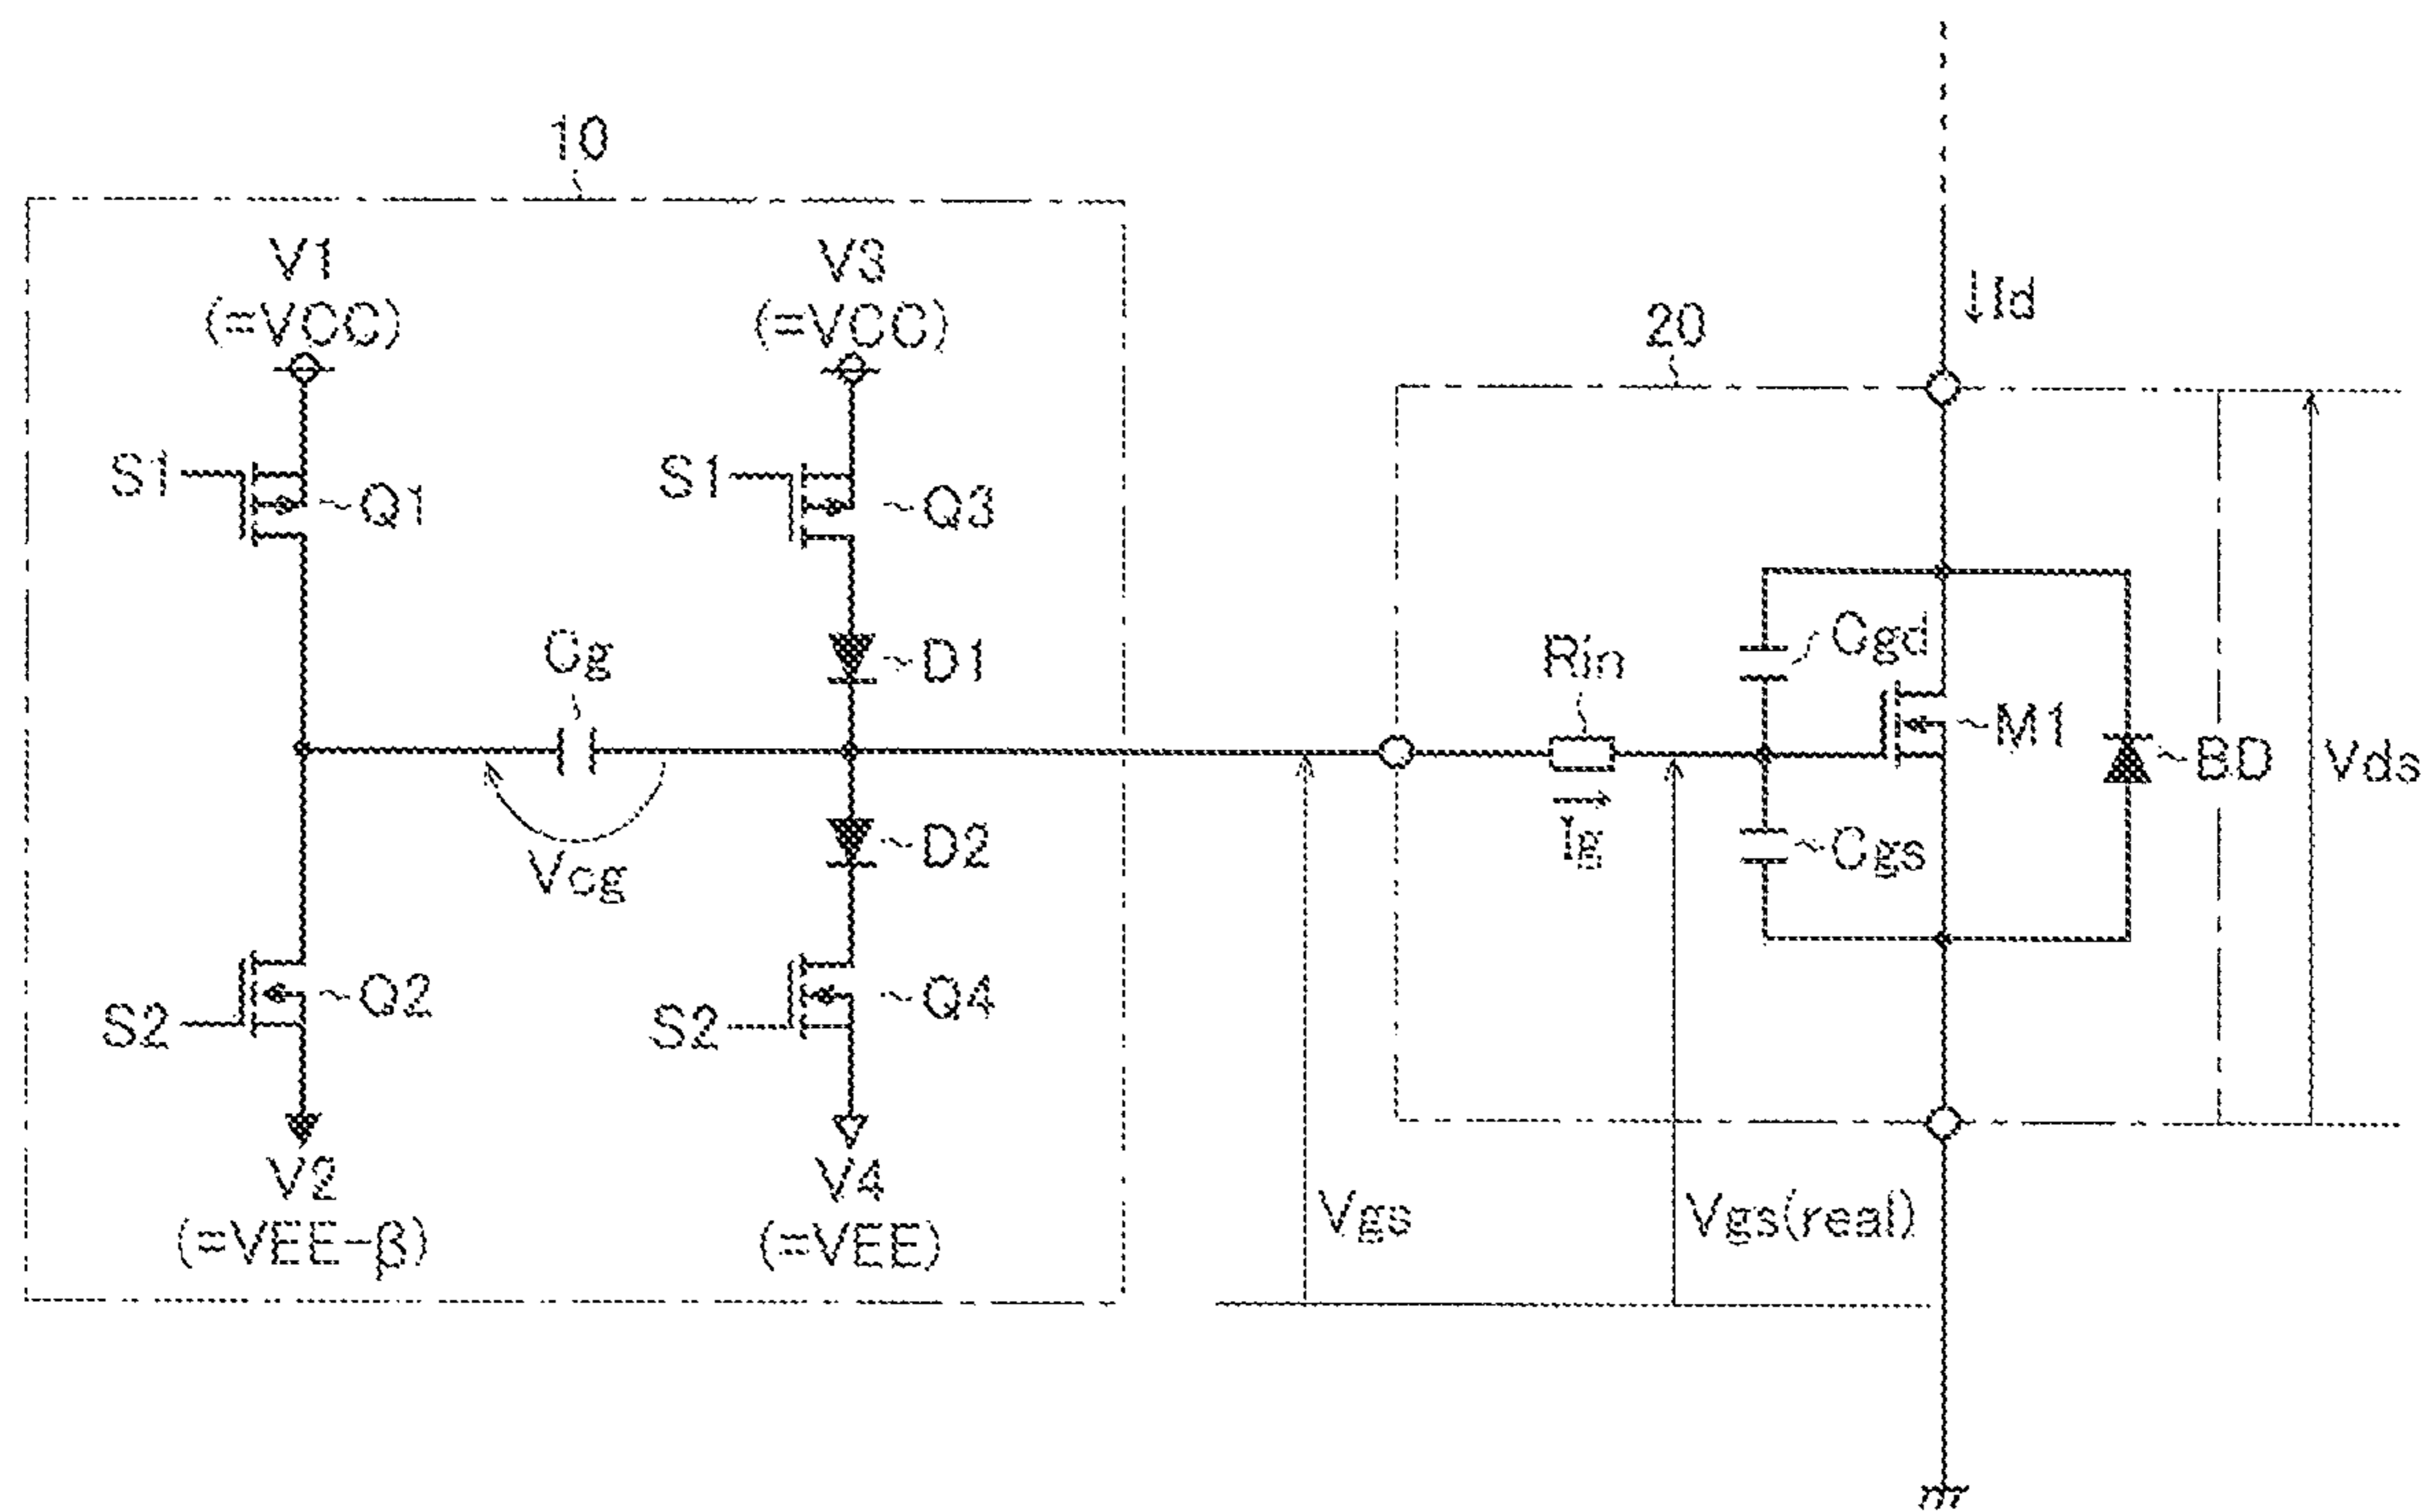 10
V1
(=VCC)
V3
(=VCC)
↓Id
20
S1
Q1
S1
Q3
Cg
D1
Rin
Cgd
M1
BD
Vds
Vcg
D2
Ig
Cgs
S2
Q2
S2
Q4
V2
(=VEE-β)
V4
(=VEE)
Vgs
Vgs(real)